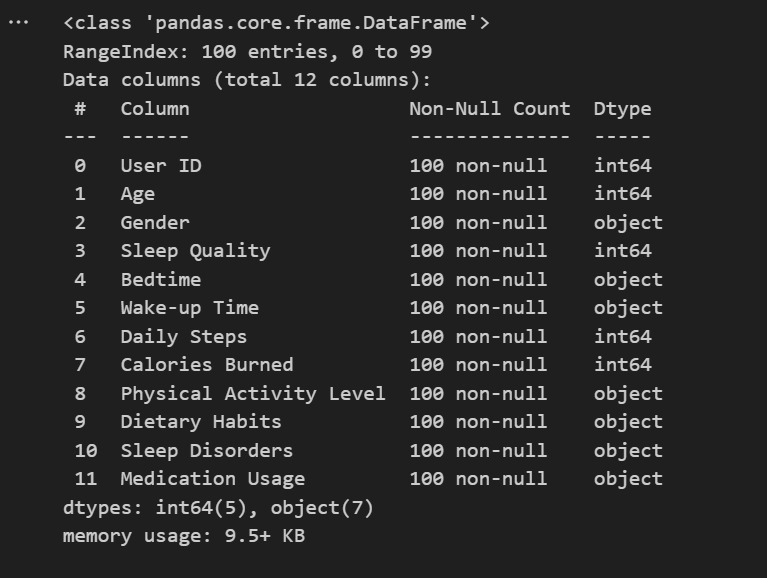 ...
<class 'pandas.core.frame.DataFrame'>
RangeIndex: 100 entries, 0 to 99
Data columns (total 12 columns):
 #   Column                   Non-Null Count  Dtype
---  ------                   --------------  -----
 0   User ID                  100 non-null    int64
 1   Age                      100 non-null    int64
 2   Gender                   100 non-null    object
 3   Sleep Quality            100 non-null    int64
 4   Bedtime                  100 non-null    object
 5   Wake-up Time             100 non-null    object
 6   Daily Steps              100 non-null    int64
 7   Calories Burned          100 non-null    int64
 8   Physical Activity Level  100 non-null    object
 9   Dietary Habits           100 non-null    object
 10  Sleep Disorders          100 non-null    object
 11  Medication Usage         100 non-null    object
dtypes: int64(5), object(7)
memory usage: 9.5+ KB